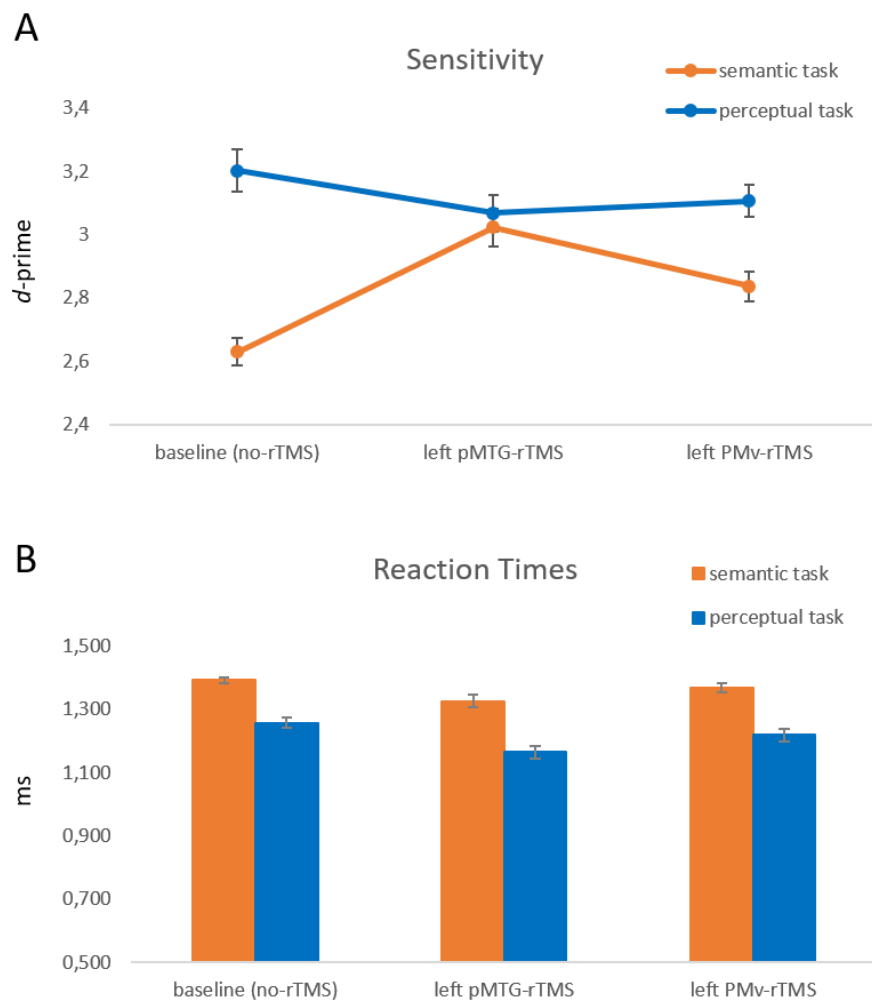 A
Sensitivity
semantic task
perceptual task
3,4
3,2
3
2,8
2,6
2,4
d-prime
baseline (no-rTMS)
left pMTG-rTMS
left PMv-rTMS
B
Reaction Times
semantic task
perceptual task
1,500
1,300
1,100
0,900
0,700
0,500
ms
baseline (no-rTMS)
left pMTG-rTMS
left PMv-rTMS